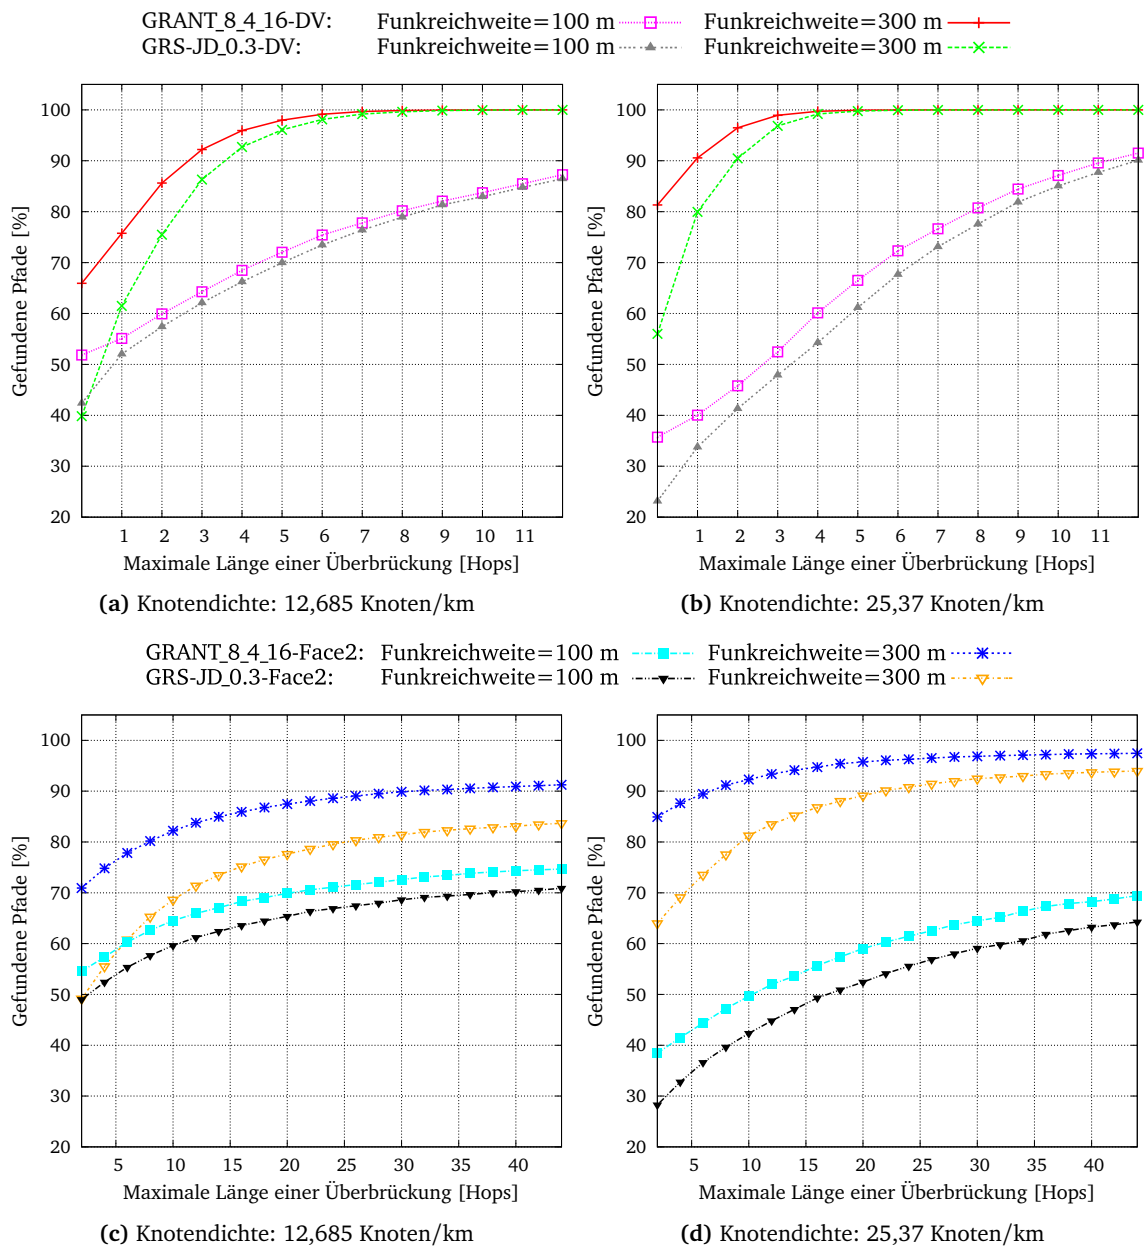 GRANT_8_4_16-DV: Funkreichweite=100 m Funkreichweite=300 m
GRS-JD_0.3-DV: Funkreichweite=100 m Funkreichweite=300 m
100
90
80
70
60
50
40
30
20
Gefundene Pfade [%]
1 2 3 4 5 6 7 8 9 10 11
Maximale Länge einer Überbrückung [Hops]
(a) Knotendichte: 12,685 Knoten/km
100
90
80
70
60
50
40
30
20
Gefundene Pfade [%]
1 2 3 4 5 6 7 8 9 10 11
Maximale Länge einer Überbrückung [Hops]
(b) Knotendichte: 25,37 Knoten/km
GRANT_8_4_16-Face2: Funkreichweite=100 m Funkreichweite=300 m
GRS-JD_0.3-Face2: Funkreichweite=100 m Funkreichweite=300 m
100
90
80
70
60
50
40
30
20
Gefundene Pfade [%]
5 10 15 20 25 30 35 40
Maximale Länge einer Überbrückung [Hops]
(c) Knotendichte: 12,685 Knoten/km
100
90
80
70
60
50
40
30
20
Gefundene Pfade [%]
5 10 15 20 25 30 35 40
Maximale Länge einer Überbrückung [Hops]
(d) Knotendichte: 25,37 Knoten/km